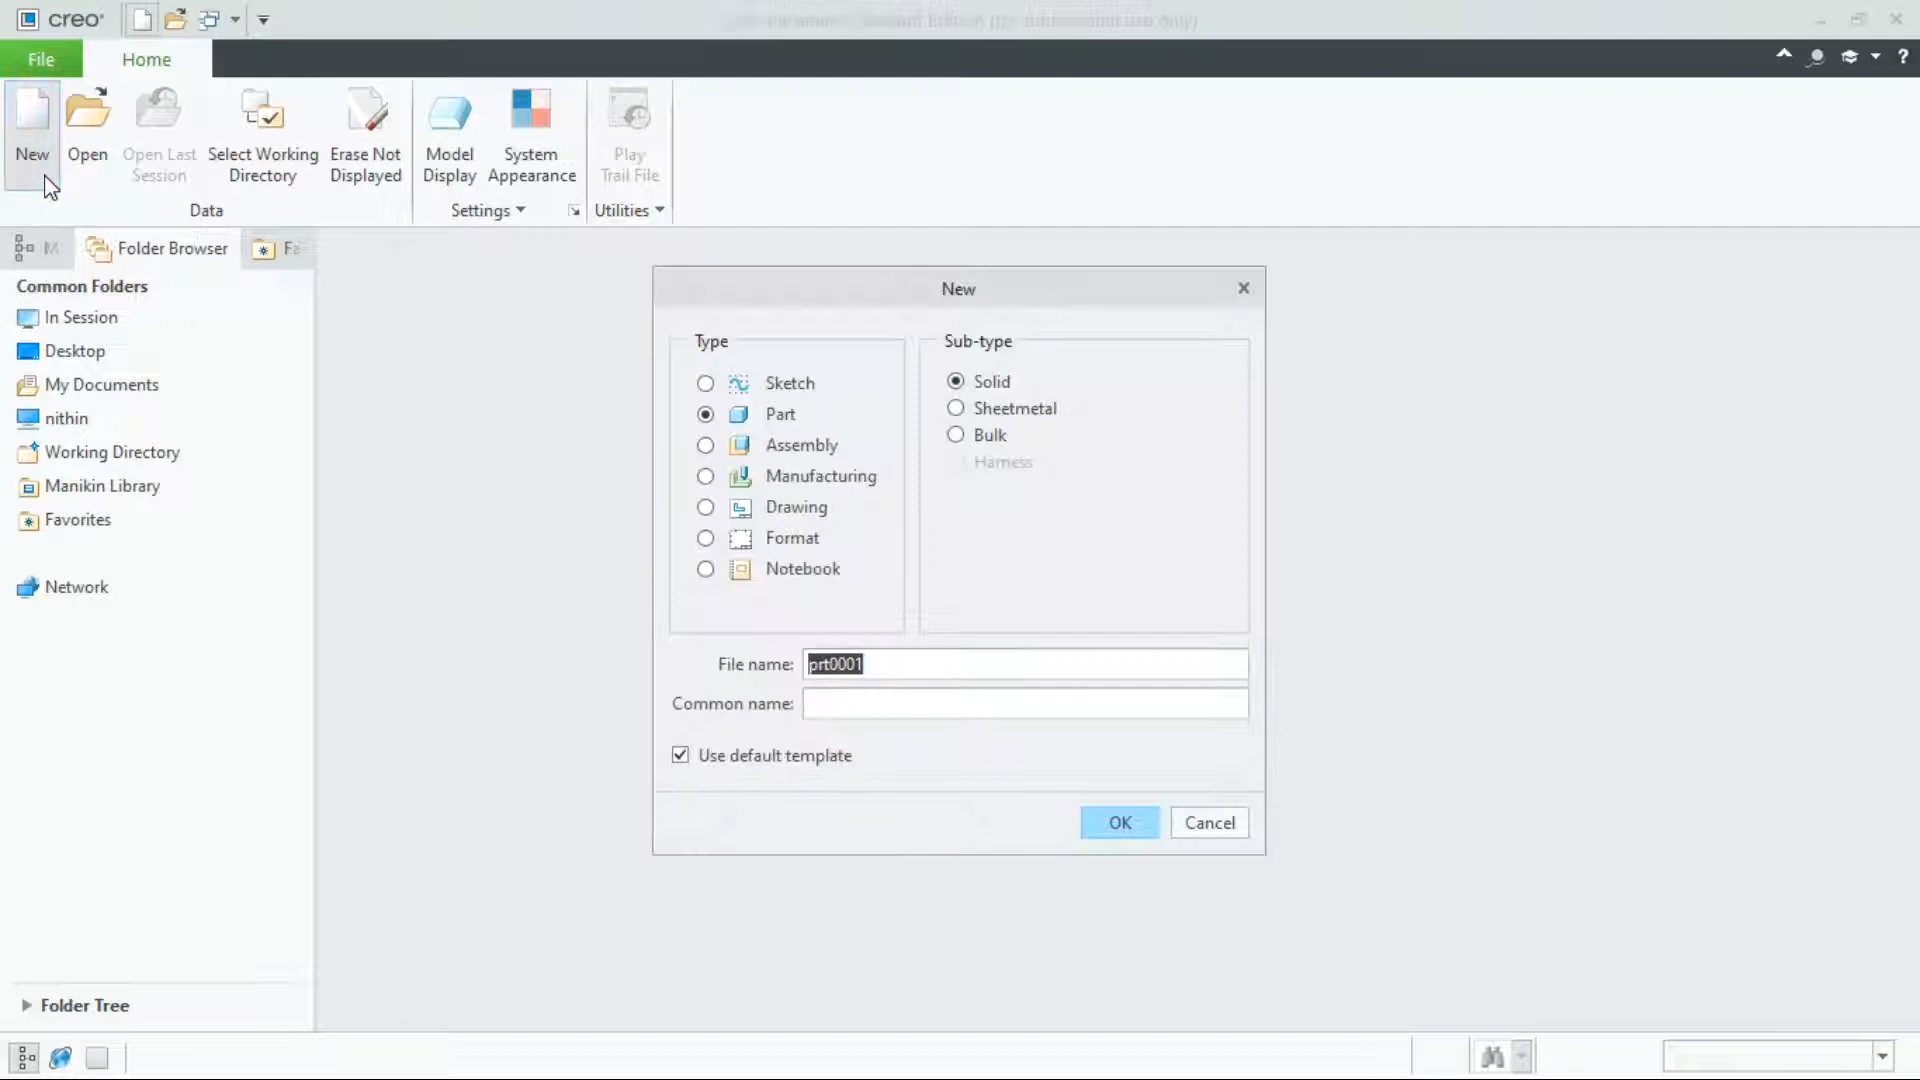 creo
File
Home
New
Open
Open Last
Session
Select Working
Directory
Erase Not
Displayed
Model
Display
System
Appearance
Play
Trail File
Data
Settings
Utilities
M
Folder Browser
Fa
Common Folders
In Session
Desktop
My Documents
nithin
Working Directory
Manikin Library
Favorites
Network
Folder Tree
New
Type
Sketch
Part
Assembly
Manufacturing
Drawing
Format
Notebook
Sub-type
Solid
Sheetmetal
Bulk
Harness
File name:
prt0001
Common name:
Use default template
OK
Cancel